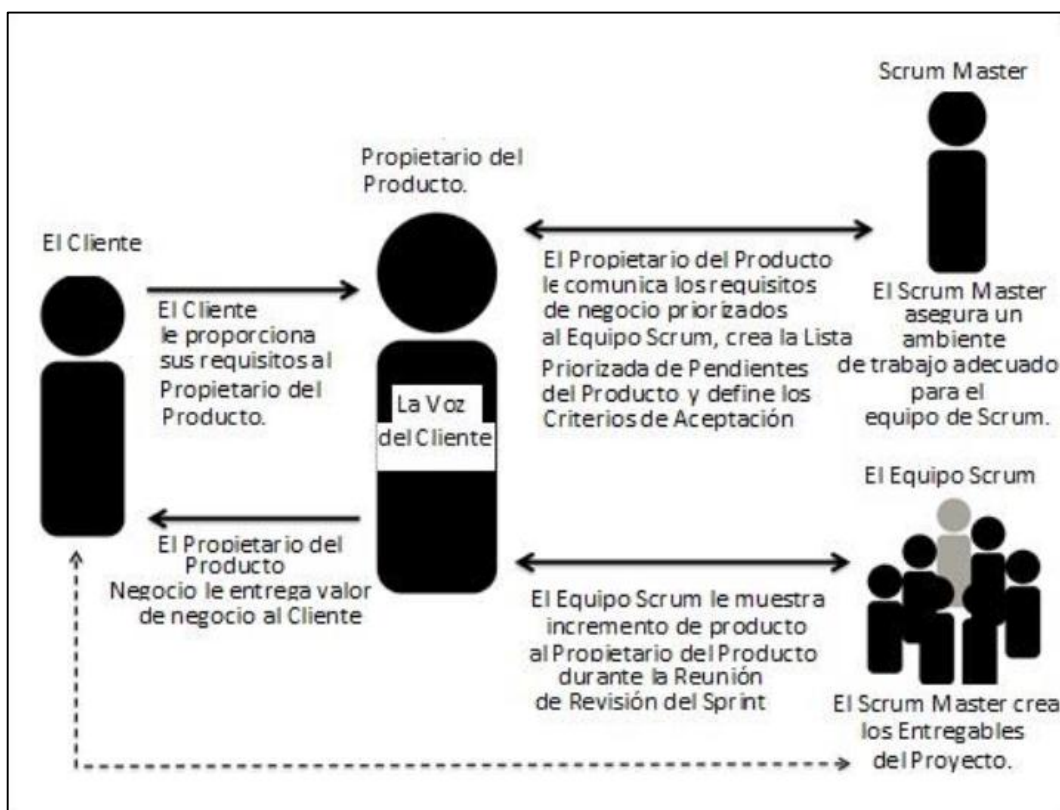 Scrum Master
Propietario del
Producto.
El Cliente
El Cliente
le proporciona
sus requisitos al
Propietario del
Producto.
La Voz
del Cliente
El Propietario del Producto
le comunica los requisitos
de negocio priorizados
al Equipo Scrum, crea la Lista
Priorizada de Pendientes
del Producto y define los
Criterios de Aceptación
El Scrum Master
asegura un
ambiente
de trabajo adecuado
para el
equipo de Scrum.
El Propietario del
Producto
Negocio le entrega valor
de negocio al Cliente
El Equipo Scrum le muestra
incremento de producto
al Propietario del Producto
durante la Reunión
de Revisión del Sprint
El Equipo Scrum
El Scrum Master crea
los Entregables
del Proyecto.